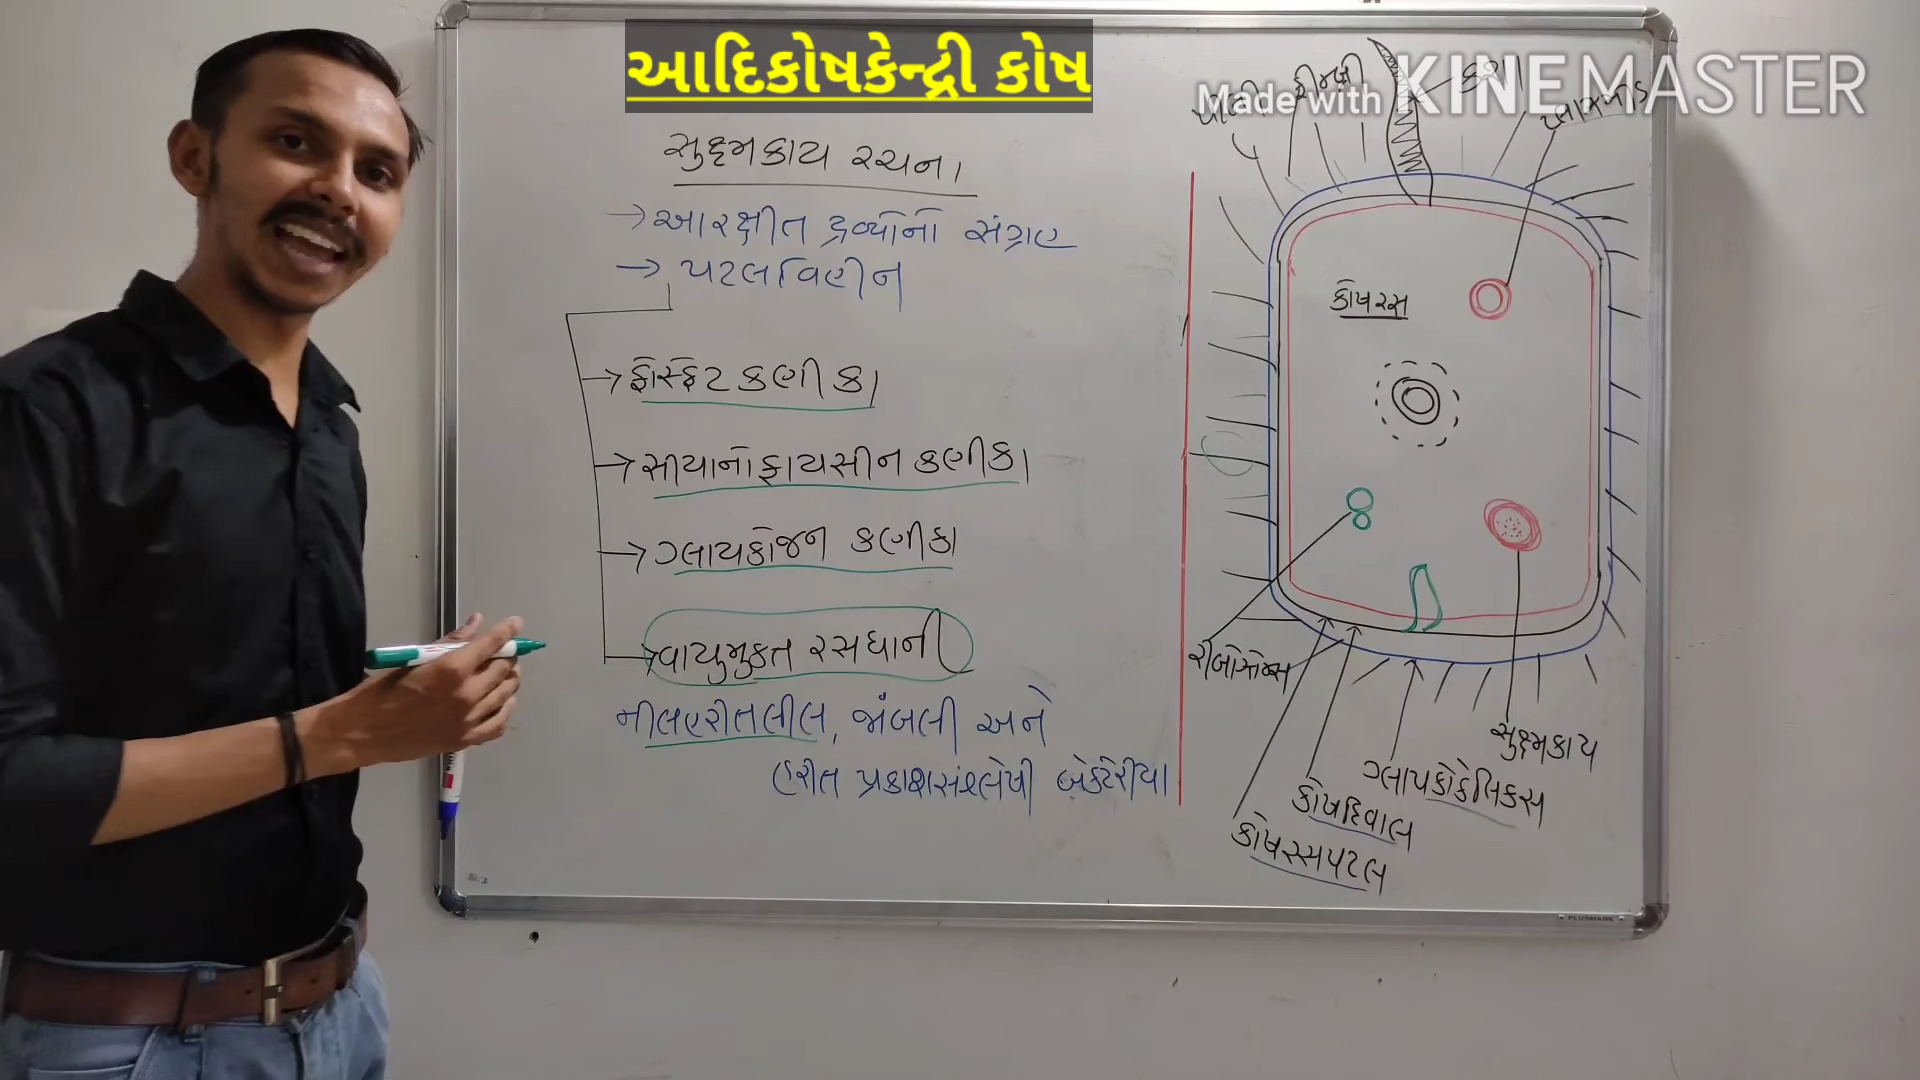 આદિકોષકેન્દ્રી કોષ
Made with KINEMASTER
સુક્ષ્મકાય રચના
→ આરક્ષીત દ્રવ્યોનો સંગ્રહ
→ પટલવિહીન
→ ફોસ્ફેટ કણીકા
→ સીયાનોફાયસીન કણીકા
→ ગ્લાયકોજન કણીકા
→ વાયુમુક્ત રસધાની
નીલહરીતલીલ, જાંબલી અને
હરીત પ્રકાશસંશ્લેષી બેક્ટેરીયા
કોષરસ
રીબોઝોમ્સ
સુક્ષ્મકાય
ગ્લાયકોકેલિક્સ
કોષદિવાલ
કોષરસપટલ
PLUSMARK